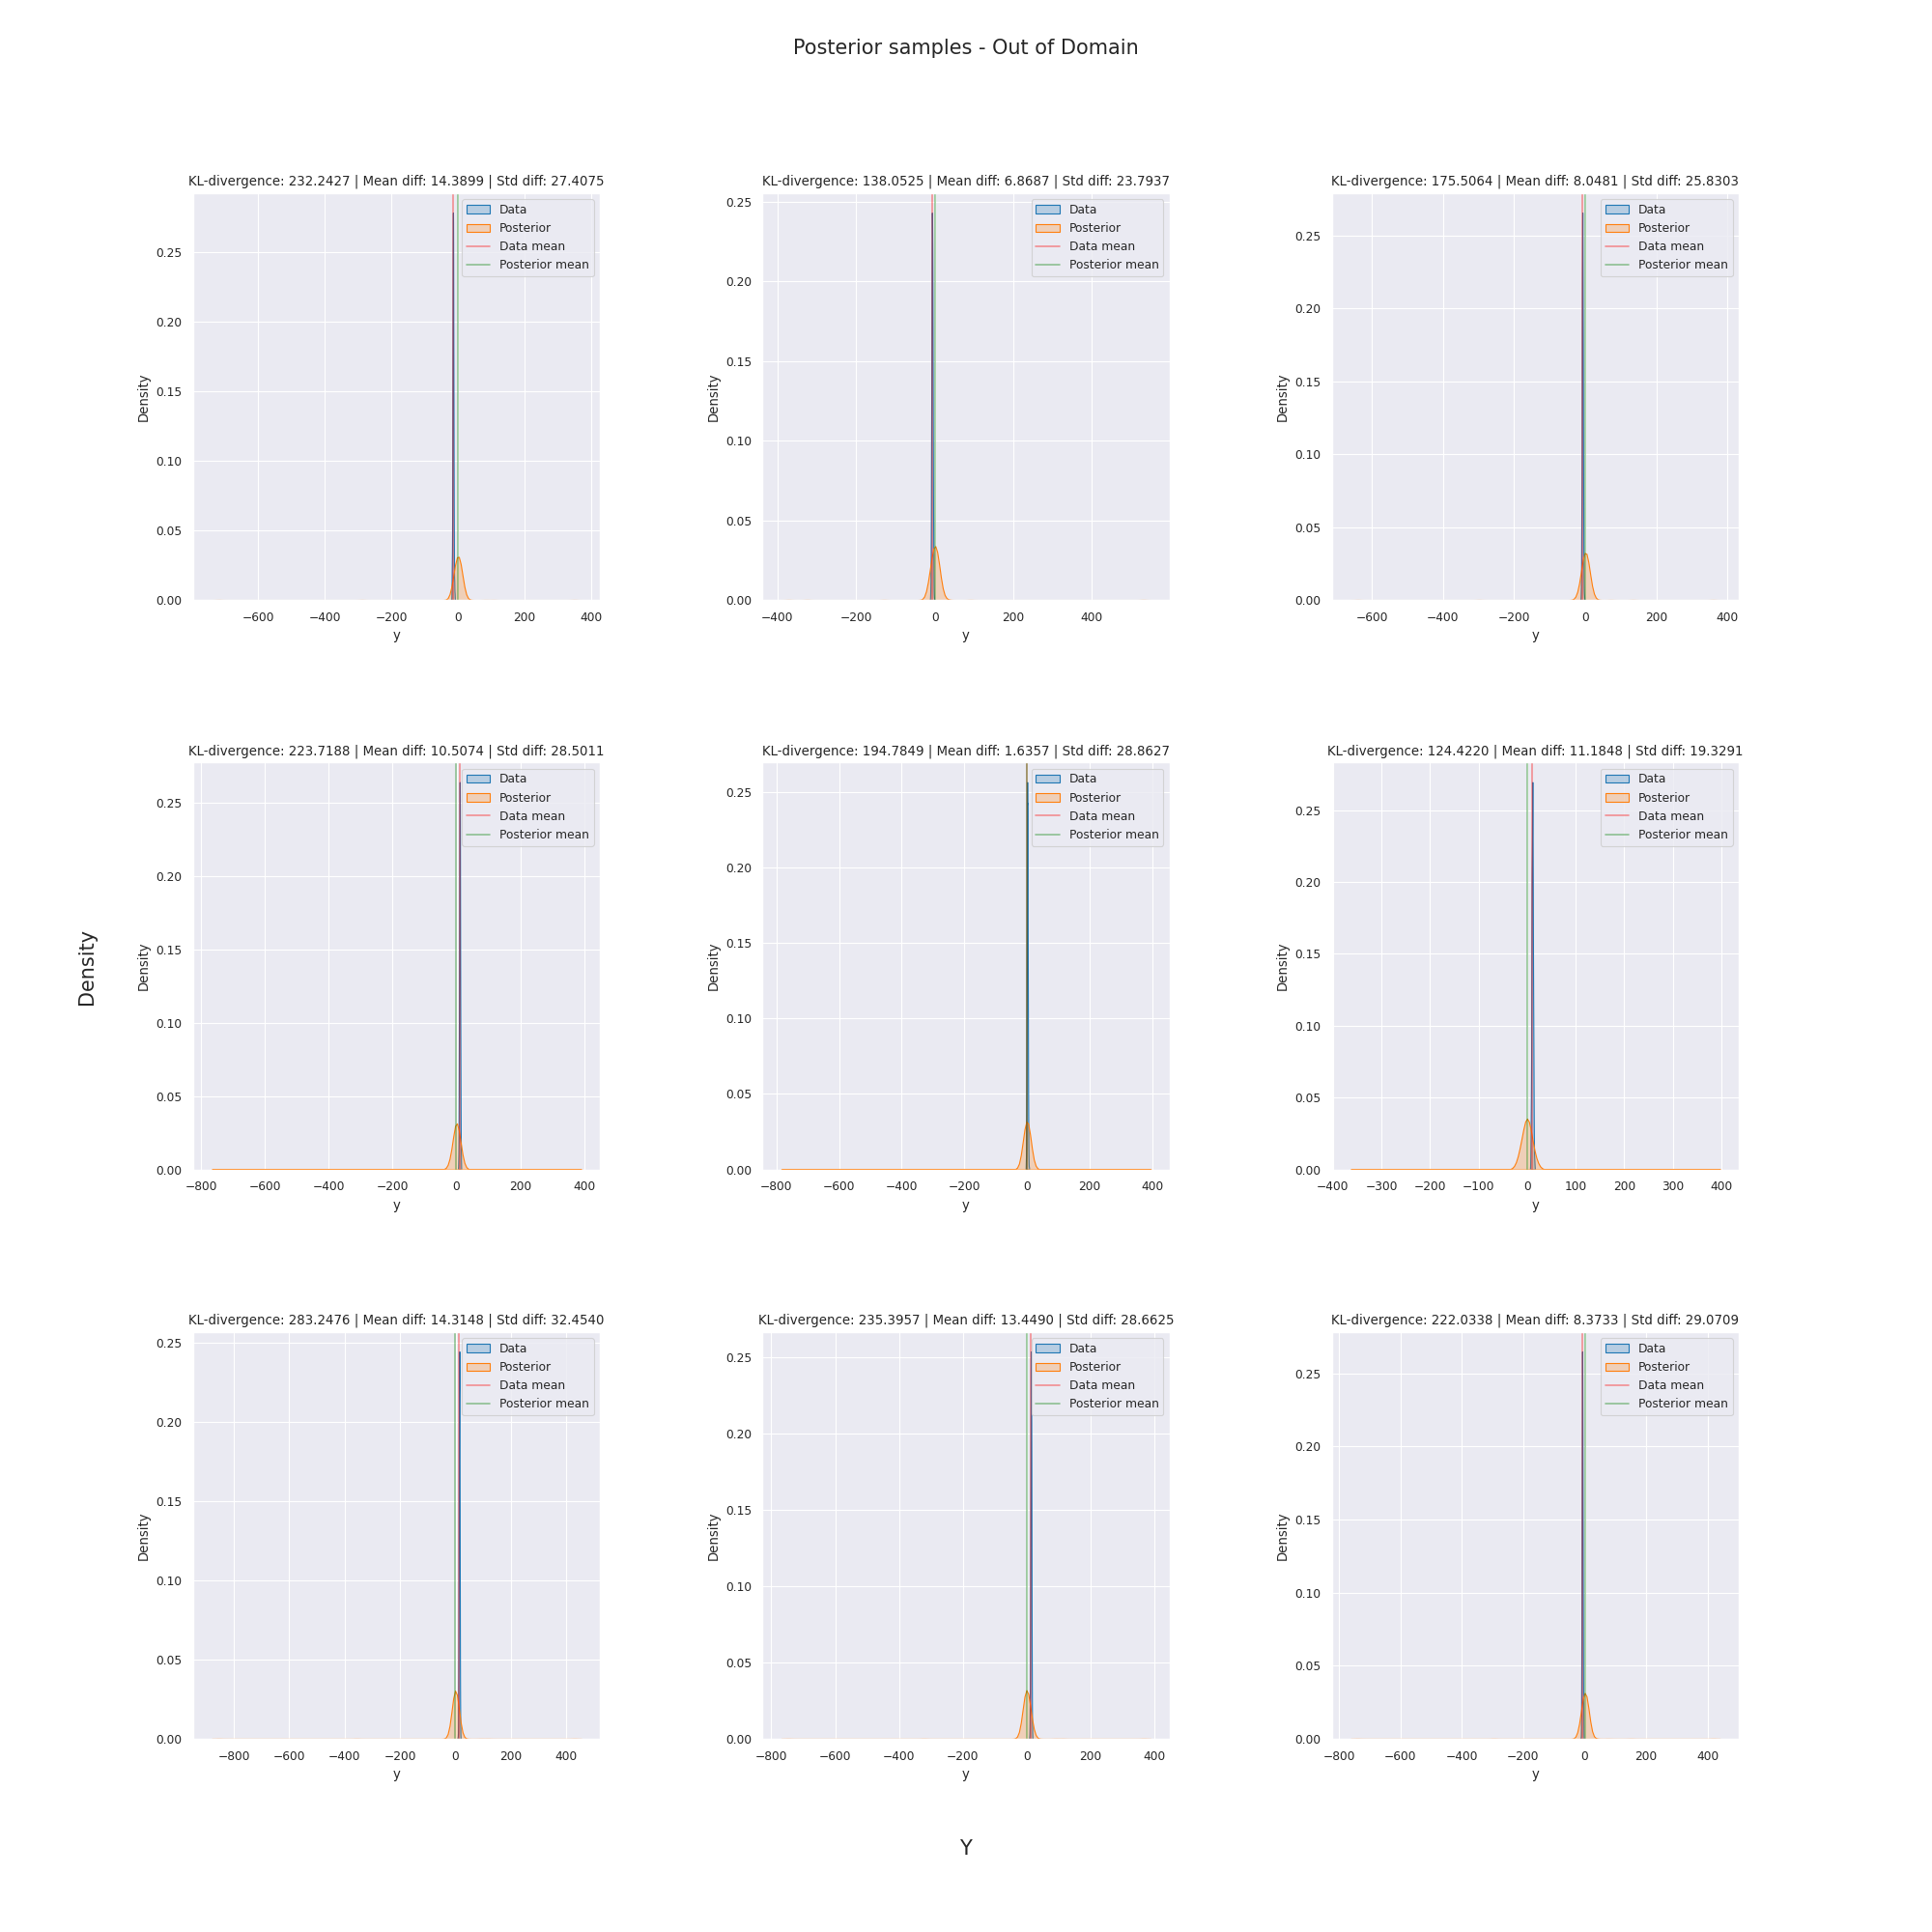 Posterior samples - Out of Domain
KL-divergence: 232.2427 | Mean diff: 14.3899 | Std diff: 27.4075
Data
Posterior
Data mean
Posterior mean
0.25
0.20
0.15
0.10
0.05
0.00
Density
−600 −400 −200 0 200 400
y
KL-divergence: 138.0525 | Mean diff: 6.8687 | Std diff: 23.7937
Data
Posterior
Data mean
Posterior mean
0.25
0.20
0.15
0.10
0.05
0.00
Density
−400 −200 0 200 400
y
KL-divergence: 175.5064 | Mean diff: 8.0481 | Std diff: 25.8303
Data
Posterior
Data mean
Posterior mean
0.25
0.20
0.15
0.10
0.05
0.00
Density
−600 −400 −200 0 200 400
y
Density
KL-divergence: 223.7188 | Mean diff: 10.5074 | Std diff: 28.5011
Data
Posterior
Data mean
Posterior mean
0.25
0.20
0.15
0.10
0.05
0.00
Density
−800 −600 −400 −200 0 200 400
y
KL-divergence: 194.7849 | Mean diff: 1.6357 | Std diff: 28.8627
Data
Posterior
Data mean
Posterior mean
0.25
0.20
0.15
0.10
0.05
0.00
Density
−800 −600 −400 −200 0 200 400
y
KL-divergence: 124.4220 | Mean diff: 11.1848 | Std diff: 19.3291
Data
Posterior
Data mean
Posterior mean
0.25
0.20
0.15
0.10
0.05
0.00
Density
−400 −300 −200 −100 0 100 200 300 400
y
KL-divergence: 283.2476 | Mean diff: 14.3148 | Std diff: 32.4540
Data
Posterior
Data mean
Posterior mean
0.25
0.20
0.15
0.10
0.05
0.00
Density
−800 −600 −400 −200 0 200 400
y
KL-divergence: 235.3957 | Mean diff: 13.4490 | Std diff: 28.6625
Data
Posterior
Data mean
Posterior mean
0.25
0.20
0.15
0.10
0.05
0.00
Density
−800 −600 −400 −200 0 200 400
y
KL-divergence: 222.0338 | Mean diff: 8.3733 | Std diff: 29.0709
Data
Posterior
Data mean
Posterior mean
0.25
0.20
0.15
0.10
0.05
0.00
Density
−800 −600 −400 −200 0 200 400
y
Y